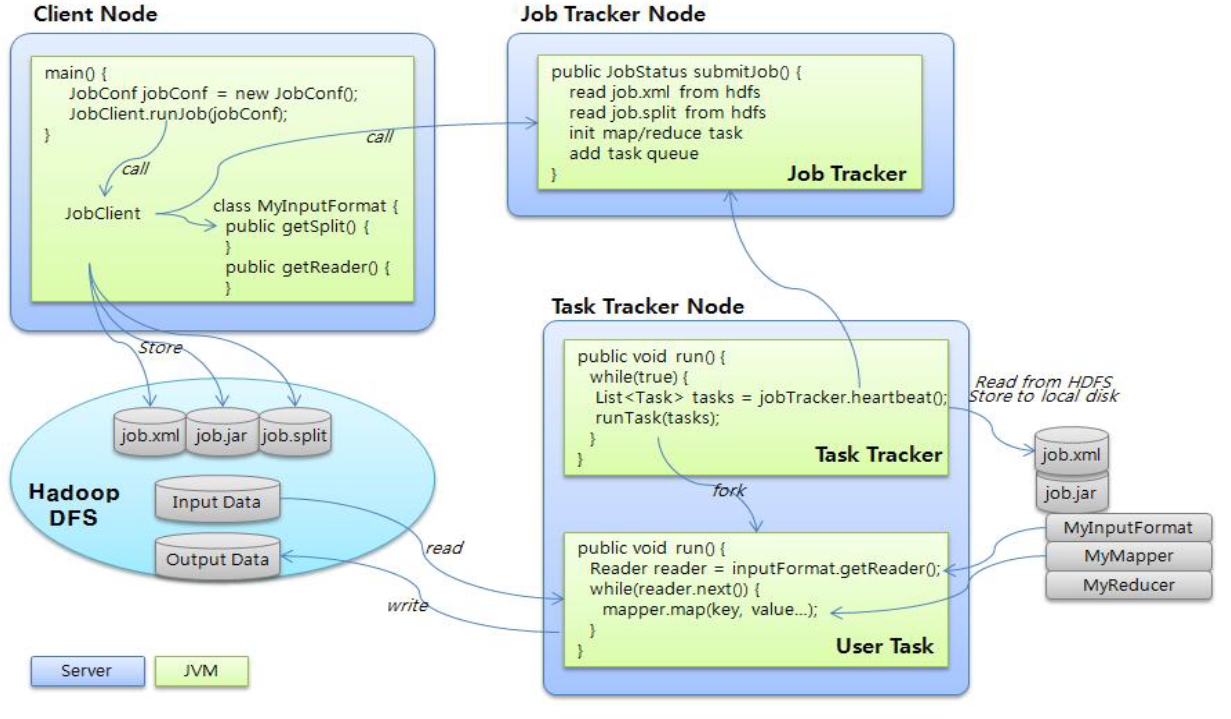 Client Node
main() {
JobConf jobConf = new JobConf();
JobClient.runJob(jobConf);
}
call
JobClient
class MyInputFormat {
public getSplit() {
}
public getReader() {
}
call
Job Tracker Node
public JobStatus submitJob() {
read job.xml from hdfs
read job.split from hdfs
init map/reduce task
add task queue
}
Job Tracker
Store
job.xml
job.jar
job.split
Hadoop
DFS
Input Data
Output Data
read
write
Task Tracker Node
public void run() {
while(true) {
List<Task> tasks = jobTracker.heartbeat();
runTask(tasks);
}
}
Task Tracker
fork
public void run() {
Reader reader = inputFormat.getReader();
while(reader.next()) {
mapper.map(key, value...);
}
}
User Task
Read from HDFS
Store to local disk
job.xml
job.jar
MyInputFormat
MyMapper
MyReducer
Server
JVM